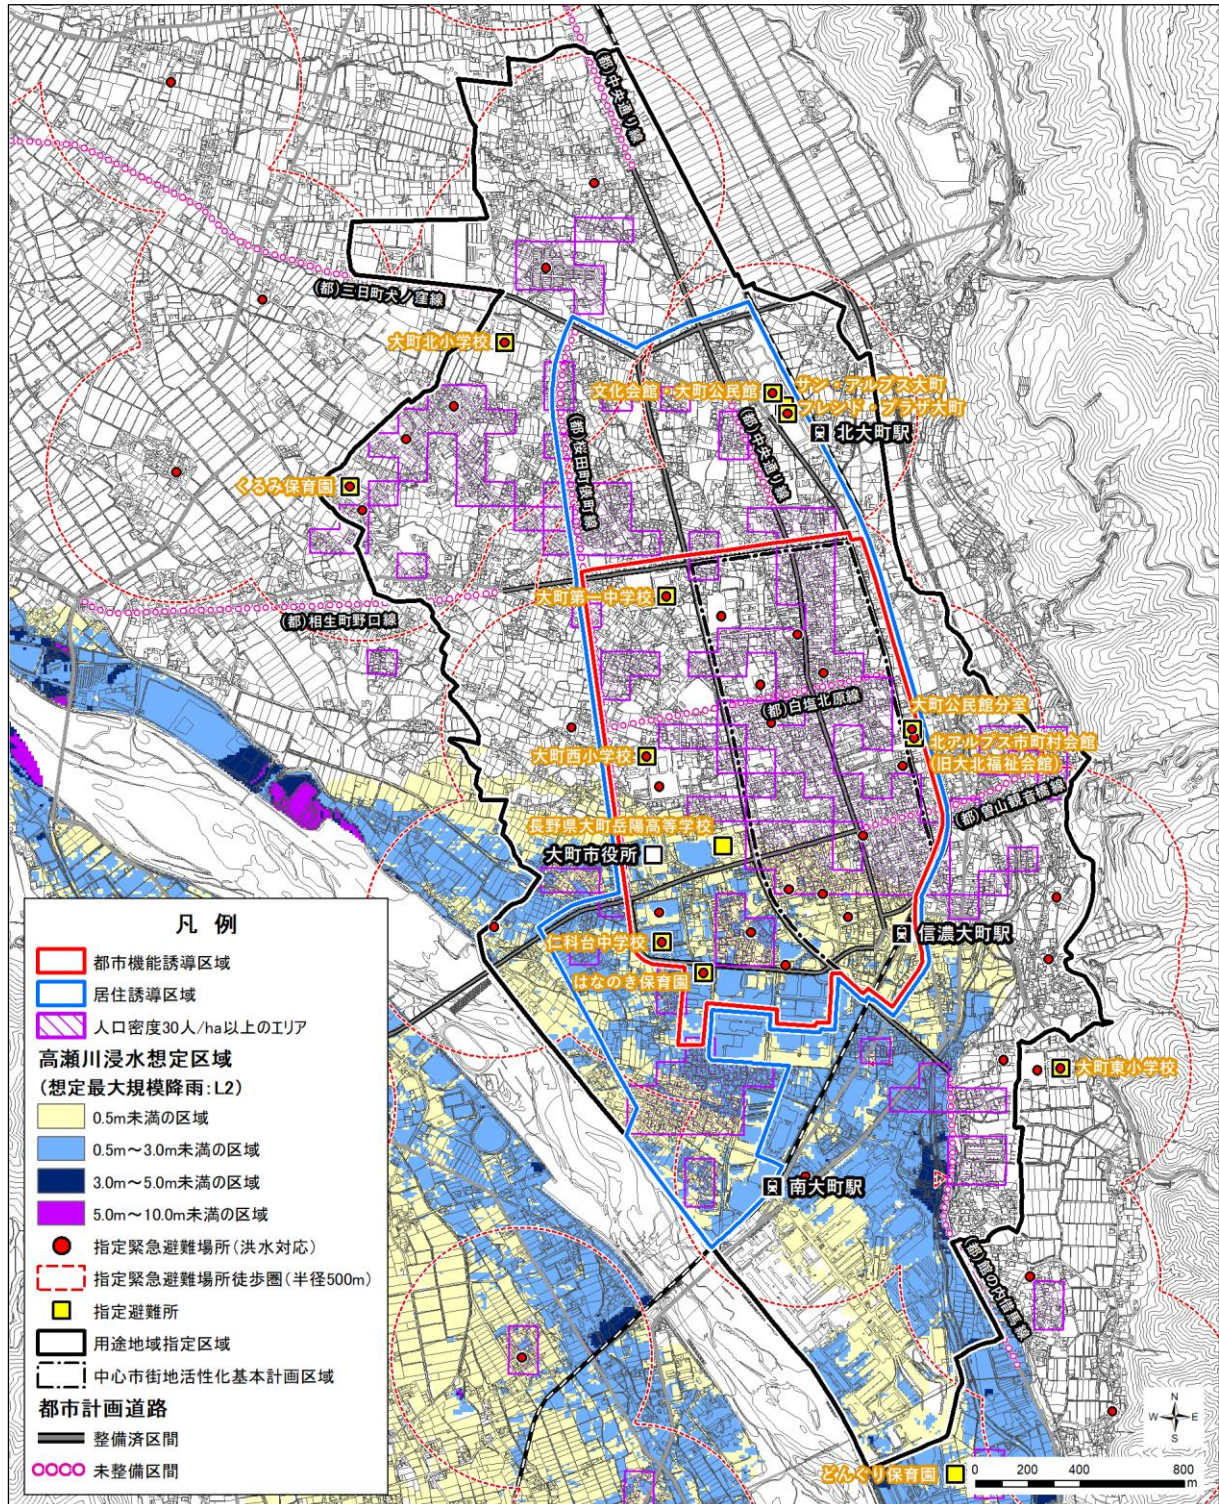 (都)中央通り線
(都)三日町大ノ窪線
大町北小学校
文化会館・大町公民館
サン・アルプス大町
フレンド・プラザ大町
北大町駅
(都)中央通り線
(都)桜田町俵町線
くるみ保育園
大町第一中学校
(都)相生町野口線
(都)白塩北原線
大町公民館分室
北アルプス市町村会館
(旧大北福祉会館)
大町西小学校
長野県大町岳陽高等学校
大町市役所
信濃大町駅
仁科台中学校
はなのき保育園
大町東小学校
南大町駅
どんぐり保育園
凡 例
都市機能誘導区域
居住誘導区域
人口密度30人/ha以上のエリア
高瀬川浸水想定区域
(想定最大規模降雨:L2)
0.5m未満の区域
0.5m～3.0m未満の区域
3.0m～5.0m未満の区域
5.0m～10.0m未満の区域
指定緊急避難場所(洪水対応)
指定緊急避難場所徒歩圏(半径500m)
指定避難所
用途地域指定区域
中心市街地活性化基本計画区域
都市計画道路
整備済区間
未整備区間
N
W E
S
0 200 400 800
m